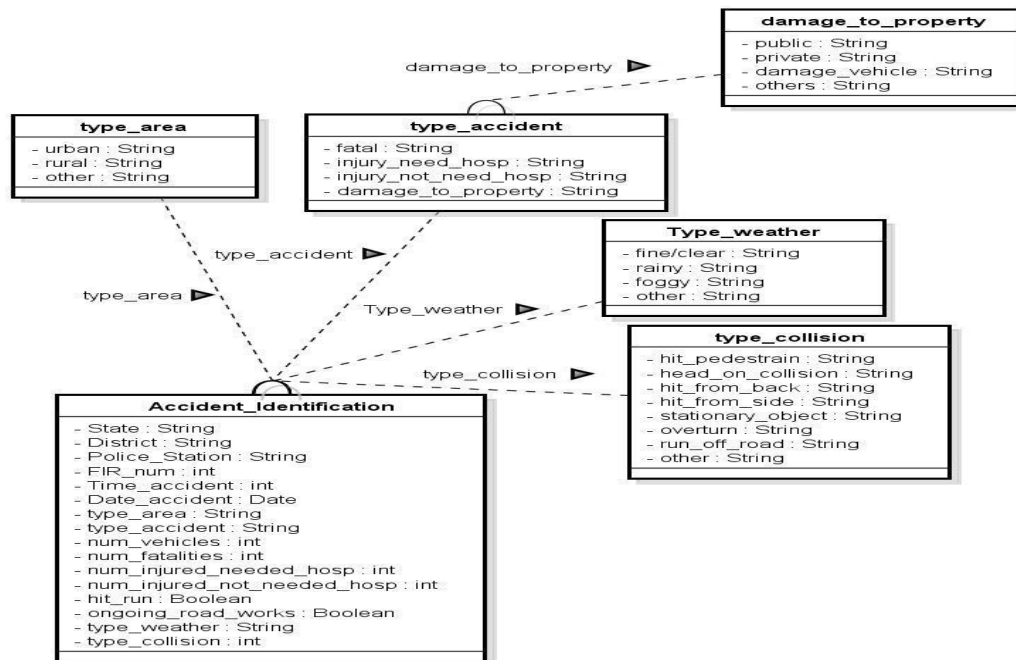 damage_to_property
- public : String
- private : String
- damage_vehicle : String
- others : String
damage_to_property
type_area
- urban : String
- rural : String
- other : String
type_accident
- fatal : String
- injury_need_hosp : String
- injury_not_need_hosp : String
- damage_to_property : String
type_accident
type_area
Type_weather
- fine/clear : String
- rainy : String
- foggy : String
- other : String
Type_weather
type_collision
type_collision
- hit_pedestrain : String
- head_on_collision : String
- hit_from_back : String
- hit_from_side : String
- stationary_object : String
- overturn : String
- run_off_road : String
- other : String
Accident_Identification
- State : String
- District : String
- Police_Station : String
- FIR_num : int
- Time_accident : int
- Date_accident : Date
- type_area : String
- type_accident : String
- num_vehicles : int
- num_fatalities : int
- num_injured_needed_hosp : int
- num_injured_not_needed_hosp : int
- hit_run : Boolean
- ongoing_road_works : Boolean
- type_weather : String
- type_collision : int